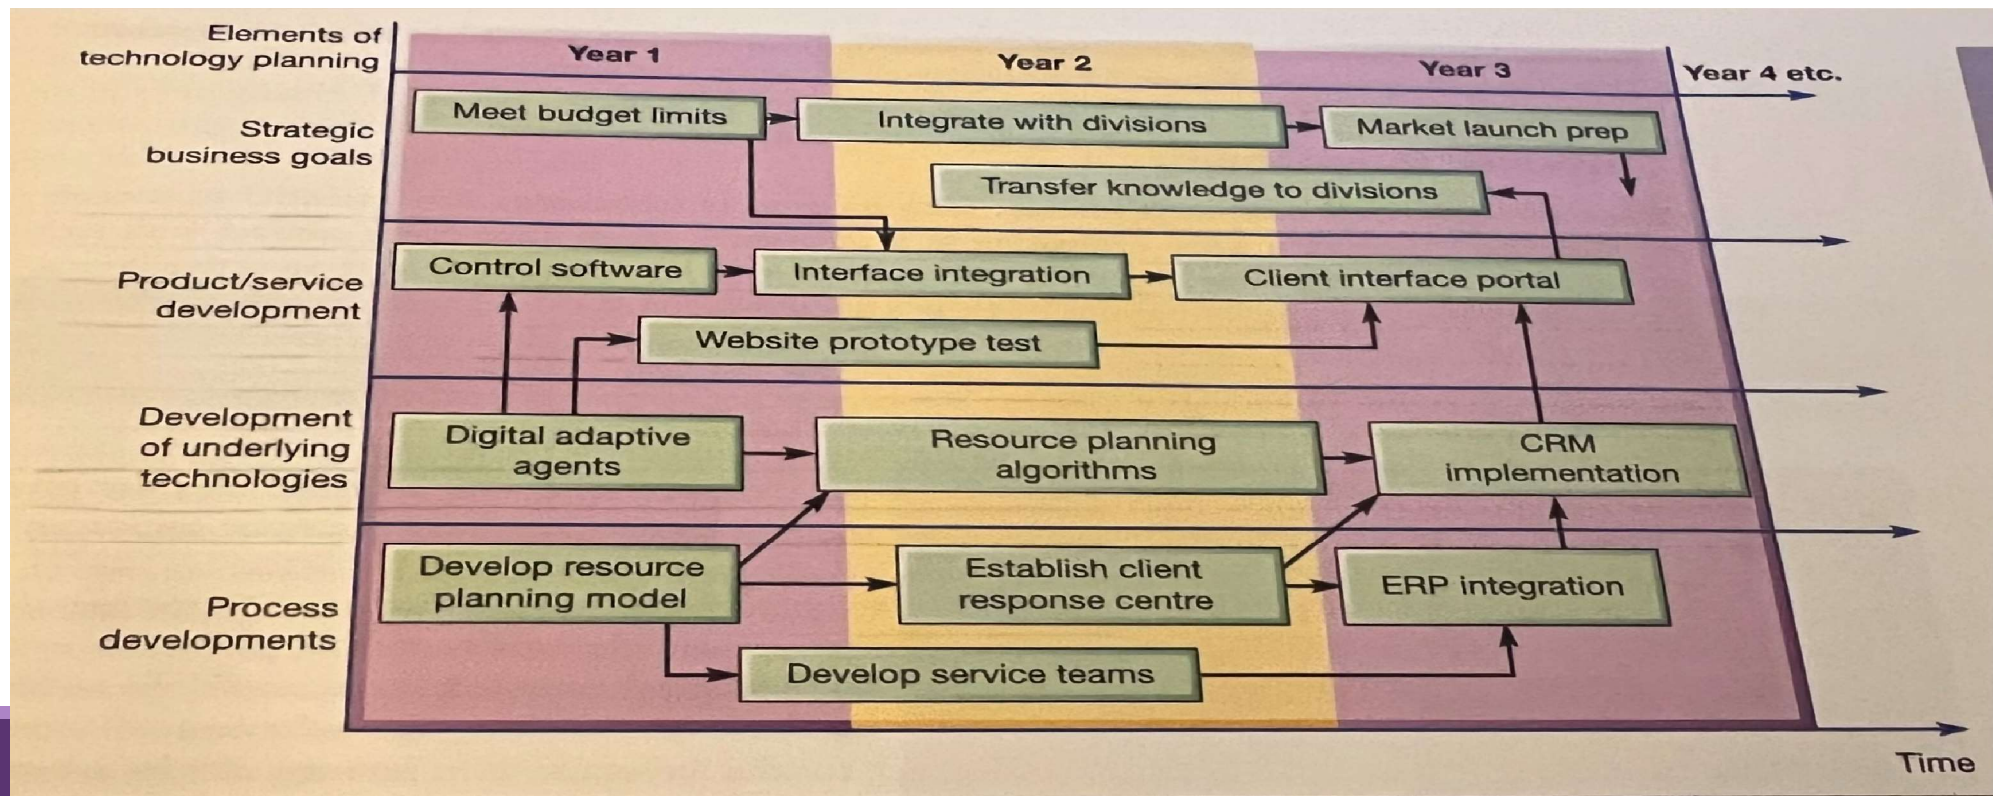 Elements of
technology planning
Year 1
Year 2
Year 3
Year 4 etc.
Strategic
business goals
Meet budget limits
Integrate with divisions
Market launch prep
Transfer knowledge to divisions
Product/service
development
Control software
Interface integration
Client interface portal
Website prototype test
Development
of underlying
technologies
Digital adaptive
agents
Resource planning
algorithms
CRM
implementation
Process
developments
Develop resource
planning model
Establish client
response centre
ERP integration
Develop service teams
Time